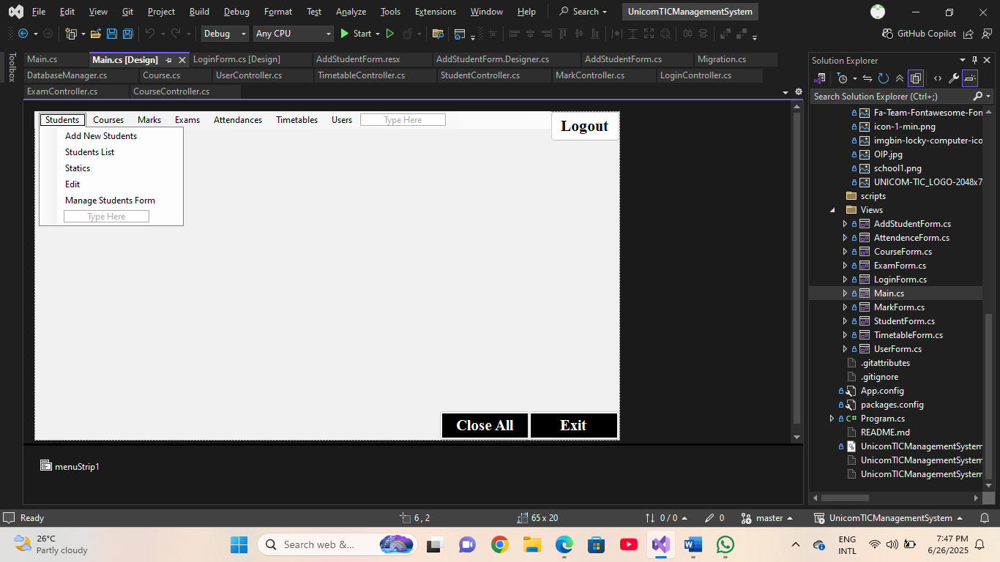 File Edit View Git Project Build Debug Format Test Analyze Tools Extensions Window Help Search UnicomTICManagementSystem
Debug Any CPU Start GitHub Copilot
Toolbox
Main.cs Main.cs [Design] LoginForm.cs [Design] AddStudentForm.resx AddStudentForm.Designer.cs AddStudentForm.cs Migration.cs
DatabaseManager.cs Course.cs UserController.cs TimetableController.cs StudentController.cs MarkController.cs LoginController.cs
ExamController.cs CourseController.cs
Students Courses Marks Exams Attendances Timetables Users Type Here
Logout
Add New Students
Students List
Statics
Edit
Manage Students Form
Type Here
Close All Exit
menuStrip1
Solution Explorer
Search Solution Explorer (Ctrl+;)
Fa-Team-Fontawesome-Fon
icon-1-min.png
imgbin-locky-computer-ico
OIP.jpg
school1.png
UNICOM-TIC_LOGO-2048x7
scripts
Views
AddStudentForm.cs
AttendenceForm.cs
CourseForm.cs
ExamForm.cs
LoginForm.cs
Main.cs
MarkForm.cs
StudentForm.cs
TimetableForm.cs
UserForm.cs
.gitattributes
.gitignore
App.config
packages.config
C# Program.cs
README.md
UnicomTICManagementSystem
UnicomTICManagementSystem
UnicomTICManagementSystem
Ready 6 , 2 65 x 20 0 / 0 0 master UnicomTICManagementSystem
26°C
Partly cloudy
Search web &...
ENG
INTL
7:47 PM
6/26/2025